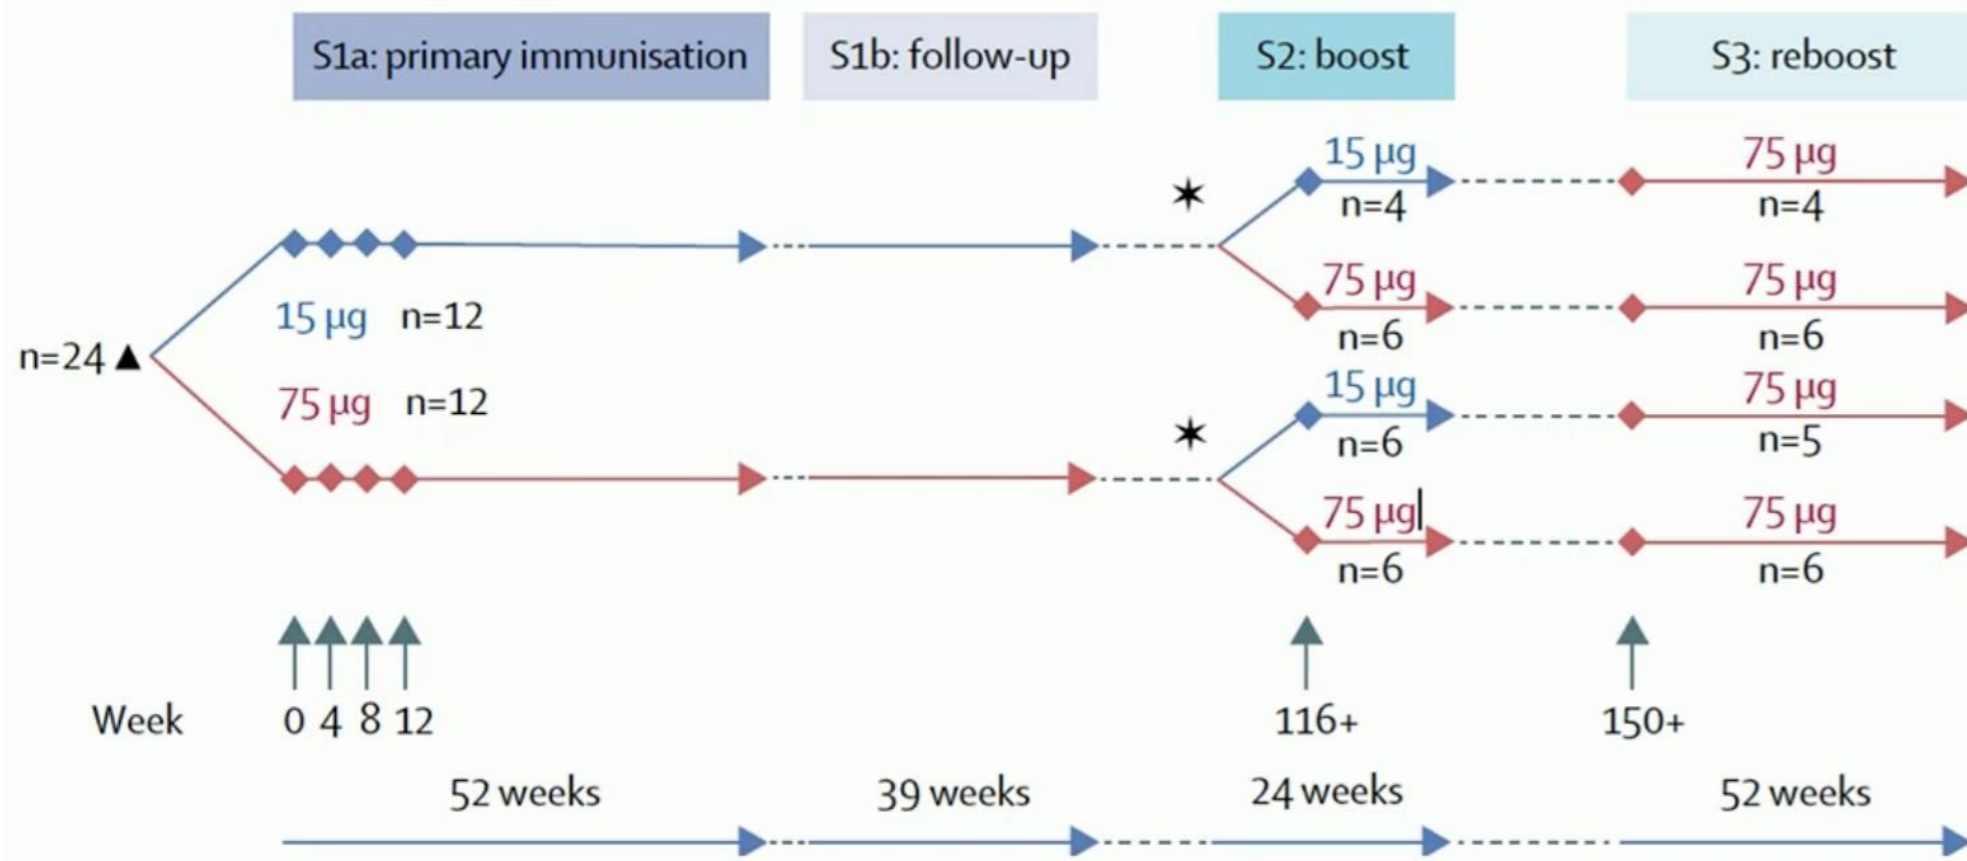 S1a: primary immunisation
S1b: follow-up
S2: boost
S3: reboost
15 µg
n=4
75 µg
n=4
15 µg n=12
75 µg
n=6
75 µg
n=6
n=24
75 µg n=12
15 µg
n=6
75 µg
n=5
75 µg
n=6
75 µg
n=6
Week
0 4 8 12
116+
150+
52 weeks
39 weeks
24 weeks
52 weeks